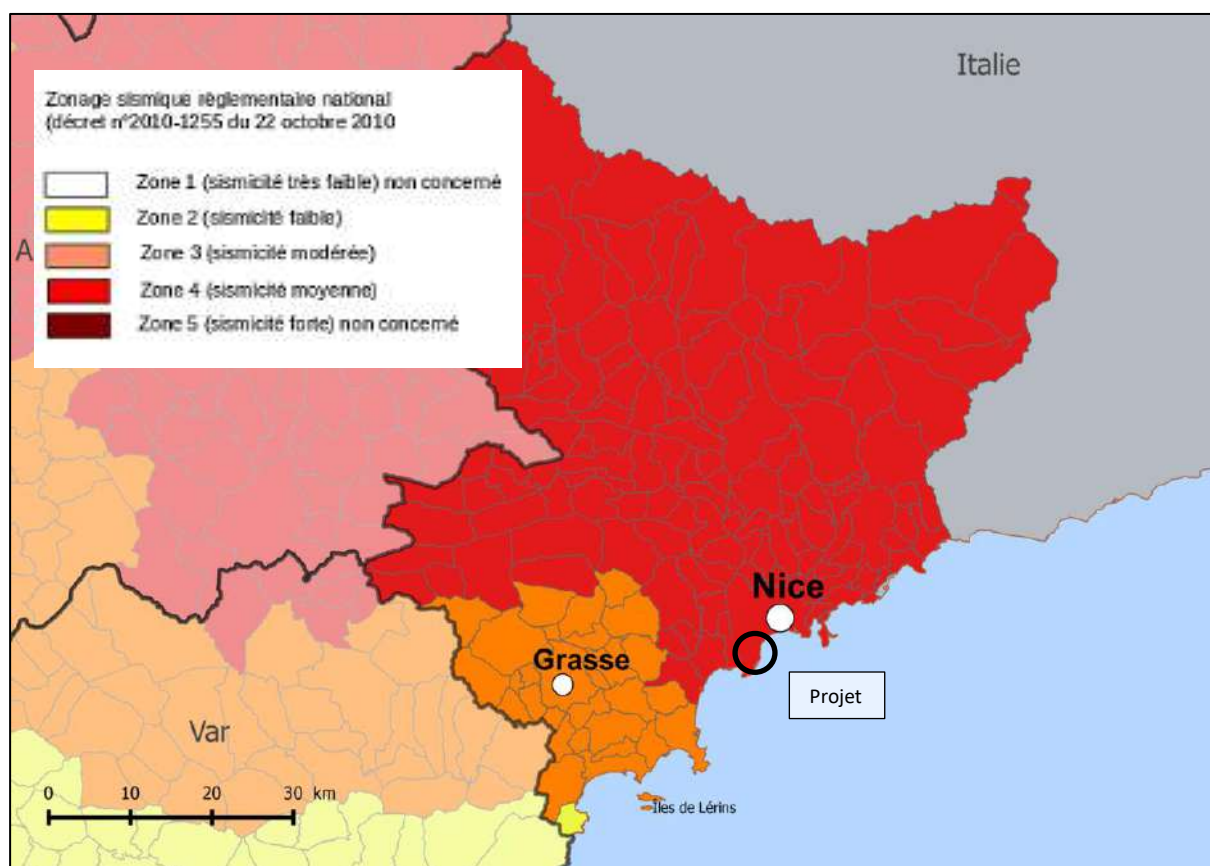 Italie
Zonage sismique règlementaire national
(décret n°2010-1255 du 22 octobre 2010
Zone 1 (sismicité très faible) non concerné
Zone 2 (sismicité faible)
A
Zone 3 (sismicité modérée)
Zone 4 (sismicité moyenne)
Zone 5 (sismicité forte) non concerné
Nice
Grasse
Projet
Var
0 10 20 30 km
Îles de Lérins